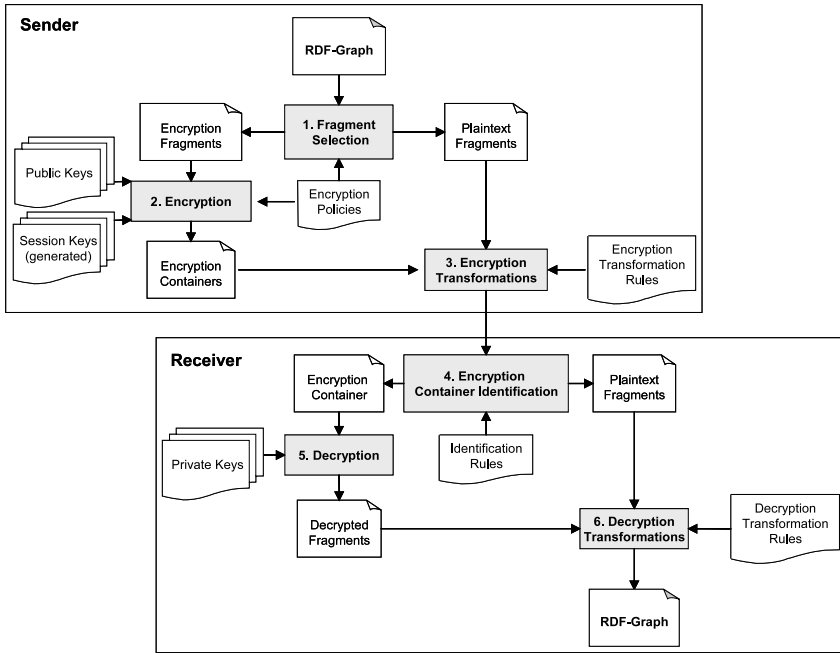 Sender
RDF-Graph
Encryption
Fragments
1. Fragment
Selection
Plaintext
Fragments
Public Keys
2. Encryption
Encryption
Policies
Session Keys
(generated)
Encryption
Containers
3. Encryption
Transformations
Encryption
Transformation
Rules
Receiver
Encryption
Container
4. Encryption
Container Identification
Plaintext
Fragments
Private Keys
5. Decryption
Identification
Rules
Decrypted
Fragments
6. Decryption
Transformations
Decryption
Transformation
Rules
RDF-Graph